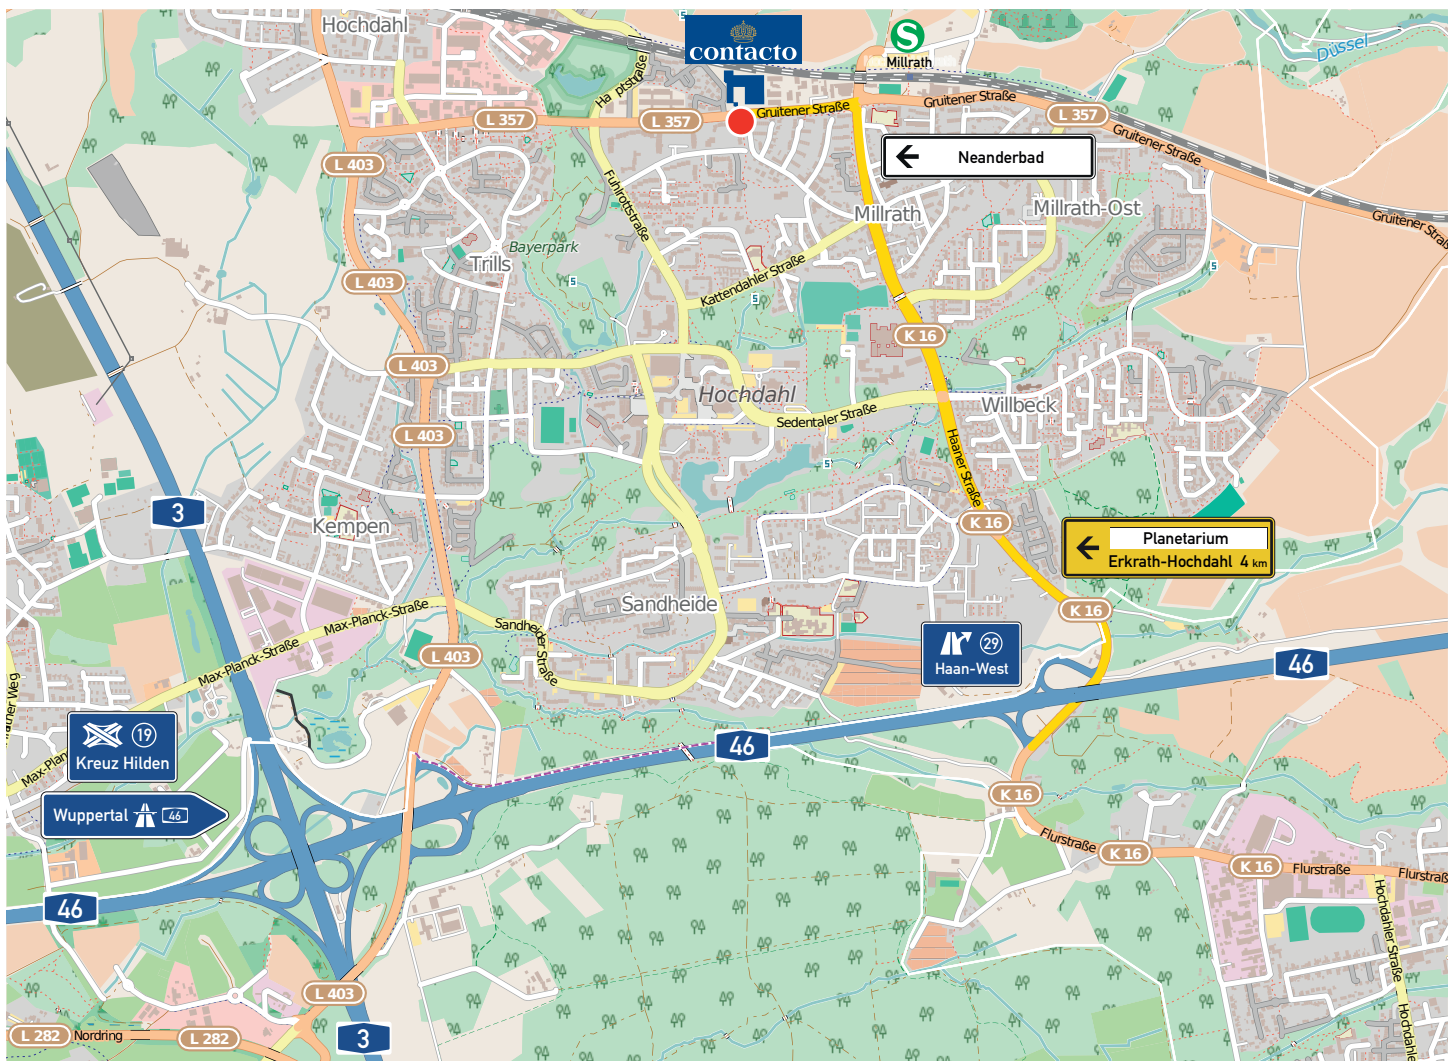 Hochdahl
contacto
S
Millrath
Düssel
S
Hauptstraße
L 357
L 357
Gruitener Straße
Gruitener Straße
L 357
Gruitener Straße
L 403
Neanderbad
Fuhlrottstraße
Millrath
Millrath-Ost
Gruitener Straße
Bayerpark
Trills
S
S
S
L 403
Kattendahler Straße
K 16
L 403
Hochdahl
Willbeck
Sedentaler Straße
L 403
Haaner Straße
S
3
Kempen
K 16
Planetarium
Erkrath-Hochdahl 4 km
Sandheide
Max-Planck-Straße
K 16
Sandheider Straße
Max-Planck-Straße
L 403
29
Haan-West
46
19
Kreuz Hilden
46
Wuppertal 46
K 16
Flurstraße
K 16
K 16
Flurstraße
Flurstraße
46
Hochdahler Straße
L 403
L 282
Nordring
L 282
3